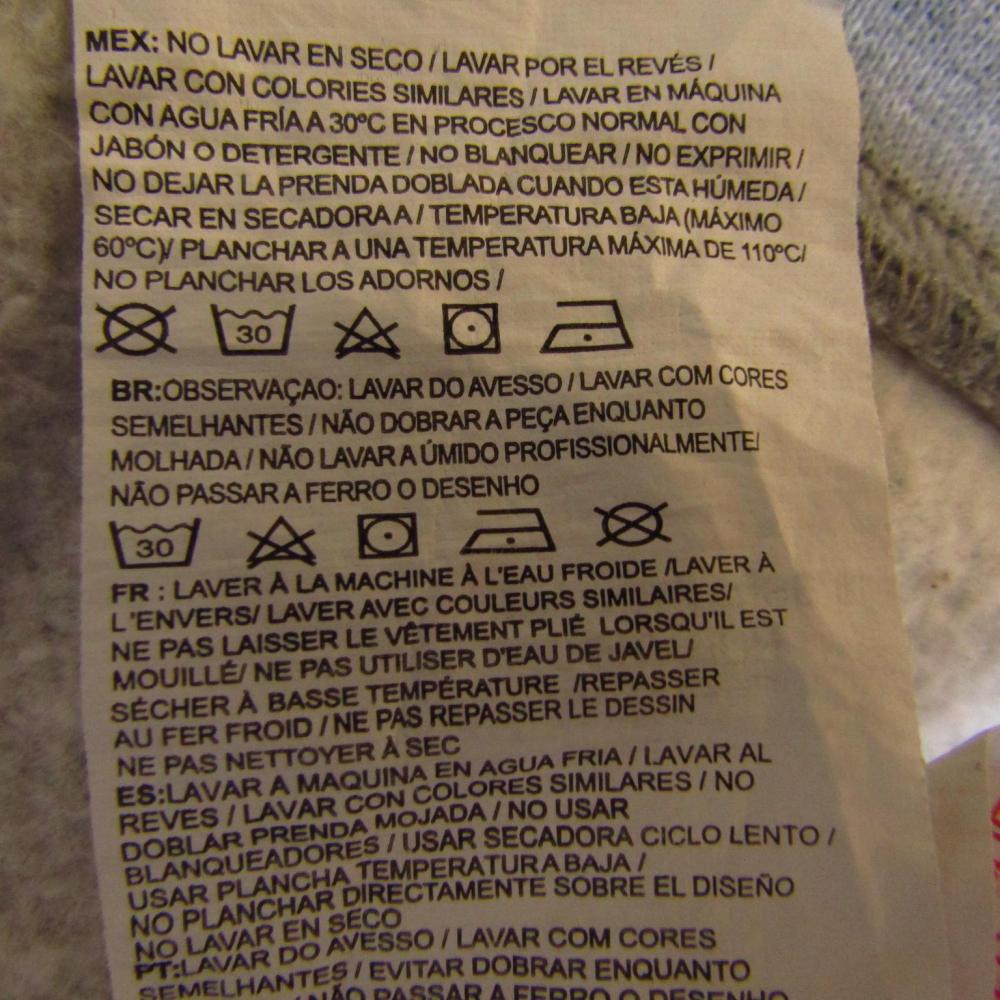 MEX: NO LAVAR EN SECO / LAVAR POR EL REVÉS /
LAVAR CON COLORIES SIMILARES / LAVAR EN MÁQUINA
CON AGUA FRÍA A 30ºC EN PROCESCO NORMAL CON
JABÓN O DETERGENTE / NO BLANQUEAR / NO EXPRIMIR /
NO DEJAR LA PRENDA DOBLADA CUANDO ESTA HÚMEDA /
SECAR EN SECADORA A / TEMPERATURA BAJA (MÁXIMO
60ºC)/ PLANCHAR A UNA TEMPERATURA MÁXIMA DE 110ºC/
NO PLANCHAR LOS ADORNOS /
30
BR:OBSERVAÇAO: LAVAR DO AVESSO / LAVAR COM CORES
SEMELHANTES / NÃO DOBRAR A PEÇA ENQUANTO
MOLHADA / NÃO LAVAR A ÚMIDO PROFISSIONALMENTE/
NÃO PASSAR A FERRO O DESENHO
30
FR : LAVER À LA MACHINE À L'EAU FROIDE /LAVER À
L'ENVERS/ LAVER AVEC COULEURS SIMILAIRES/
NE PAS LAISSER LE VÊTEMENT PLIÉ LORSQU'IL EST
MOUILLÉ/ NE PAS UTILISER D'EAU DE JAVEL/
SÉCHER À BASSE TEMPÉRATURE /REPASSER
AU FER FROID / NE PAS REPASSER LE DESSIN
NE PAS NETTOYER À SEC
ES:LAVAR A MAQUINA EN AGUA FRIA / LAVAR AL
REVES / LAVAR CON COLORES SIMILARES / NO
DOBLAR PRENDA MOJADA / NO USAR
BLANQUEADORES / USAR SECADORA CICLO LENTO /
USAR PLANCHA TEMPERATURA BAJA /
NO PLANCHAR DIRECTAMENTE SOBRE EL DISEÑO
NO LAVAR EN SECO
PT:LAVAR DO AVESSO / LAVAR COM CORES
SEMELHANTES / EVITAR DOBRAR ENQUANTO
/NÃO PASSAR A FERRO O DESENHO